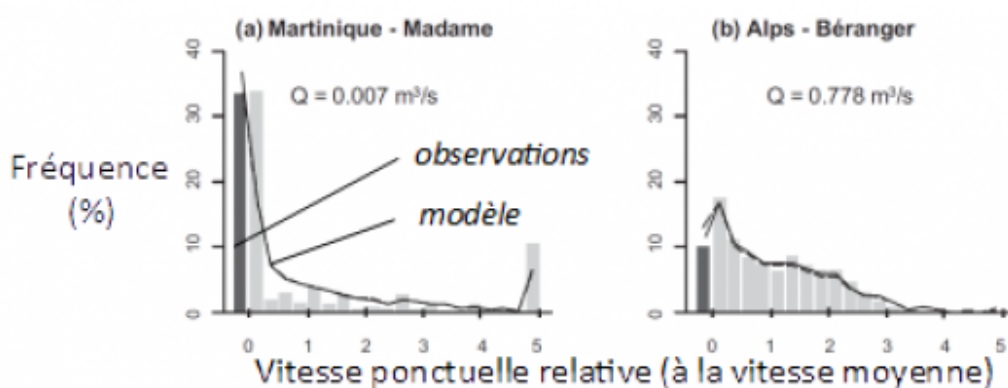 (a) Martinique - Madame
(b) Alps - Béranger
40
30
20
10
0
Q = 0.007 m³/s
40
30
20
10
0
Q = 0.778 m³/s
Fréquence
(%)
observations
modèle
0 1 2 3 4 5
0 1 2 3 4 5
Vitesse ponctuelle relative (à la vitesse moyenne)